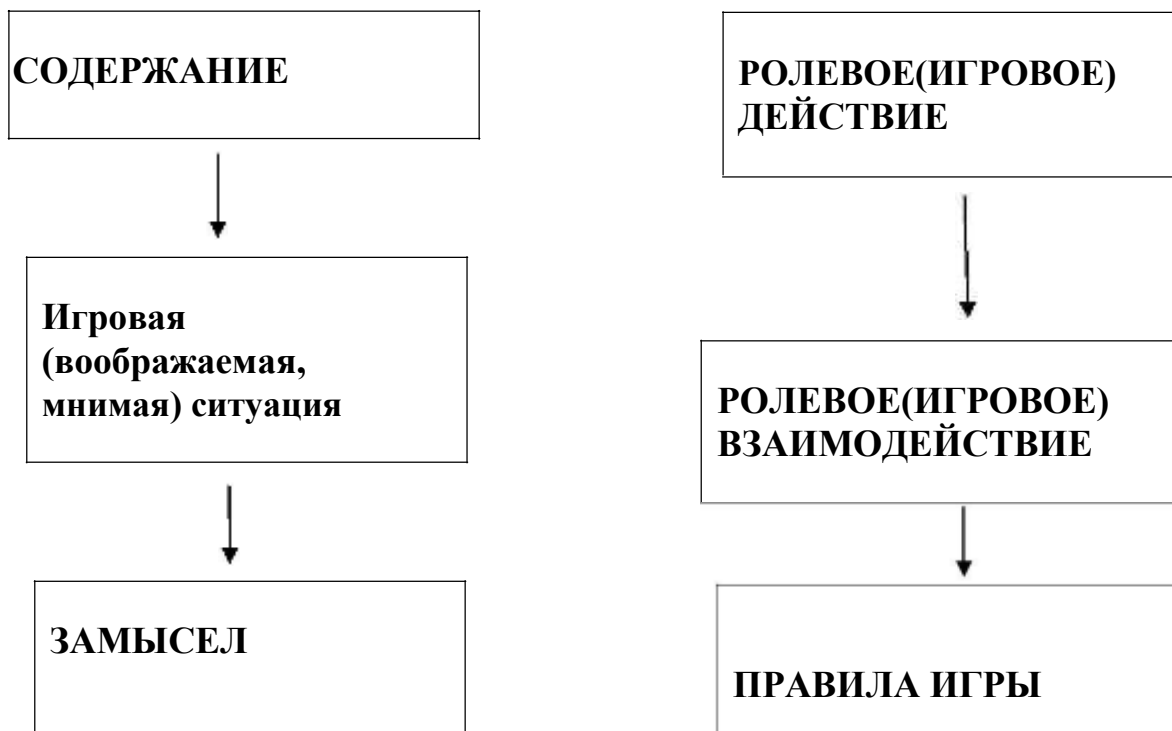 СОДЕРЖАНИЕ
Игровая
(воображаемая,
мнимая) ситуация
ЗАМЫСЕЛ
РОЛЕВОЕ(ИГРОВОЕ)
ДЕЙСТВИЕ
РОЛЕВОЕ(ИГРОВОЕ)
ВЗАИМОДЕЙСТВИЕ
ПРАВИЛА ИГРЫ